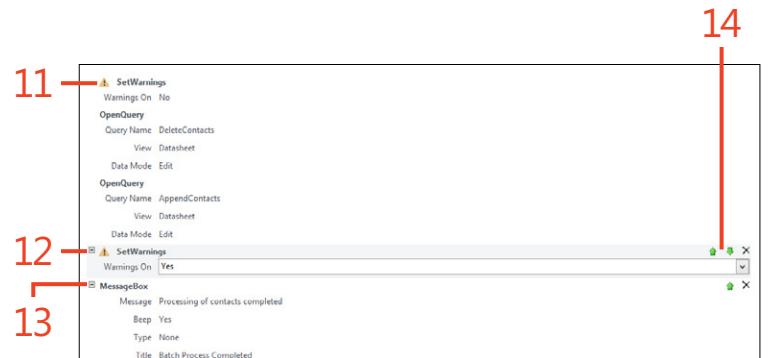 14
11
SetWarnings
Warnings On No
OpenQuery
Query Name DeleteContacts
View Datasheet
Data Mode Edit
OpenQuery
Query Name AppendContacts
View Datasheet
Data Mode Edit
12
SetWarnings
Warnings On Yes
13
MessageBox
Message Processing of contacts completed
Beep Yes
Type None
Title Batch Process Completed